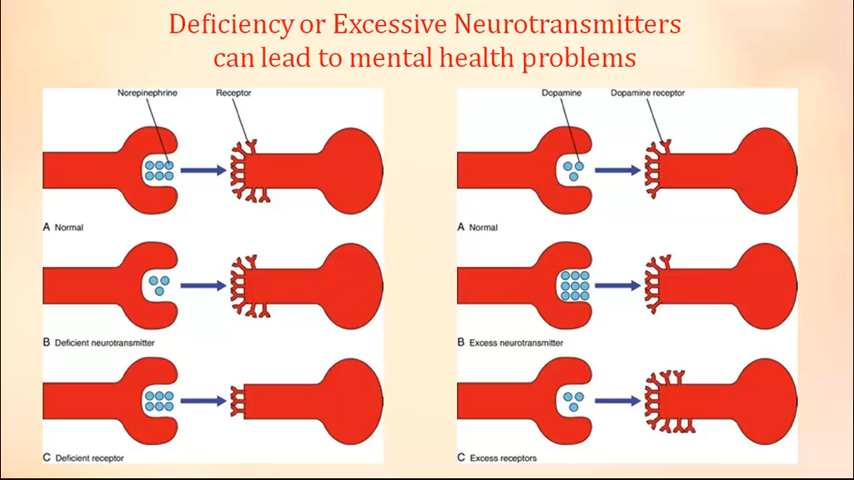 Deficiency or Excessive Neurotransmitters
can lead to mental health problems
Norepinephrine Receptor
A Normal
B Deficient neurotransmitter
C Deficient receptor
Dopamine Dopamine receptor
A Normal
B Excess neurotransmitter
C Excess receptors